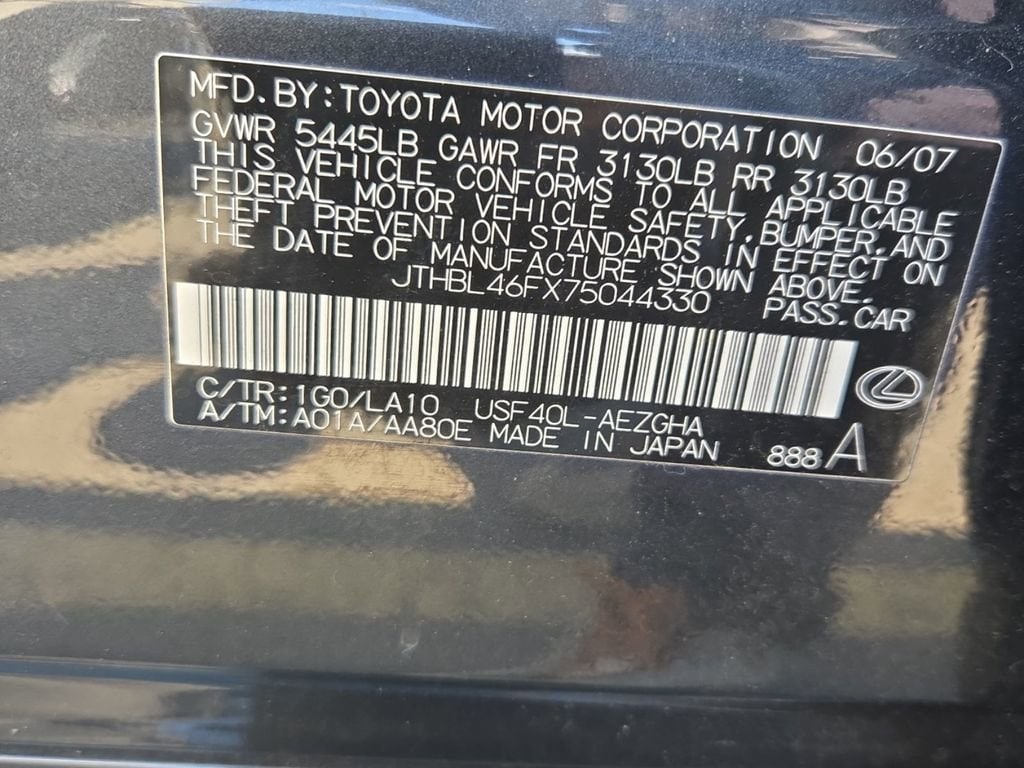 MFD.BY:TOYOTA MOTOR CORPORATION 06/07
GVWR 5445LB GAWR FR 3130LB RR 3130LB
THIS VEHICLE CONFORMS TO ALL APPLICABLE
FEDERAL MOTOR VEHICLE SAFETY,BUMPER,AND
THEFT PREVENTION STANDARDS IN EFFECT ON
THE DATE OF MANUFACTURE SHOWN ABOVE.
JTHBL46FX75044330 PASS.CAR
C/TR:1G0/LA10 USF40L-AEZGHA
A/TM:A01A/AA80E MADE IN JAPAN 888 A